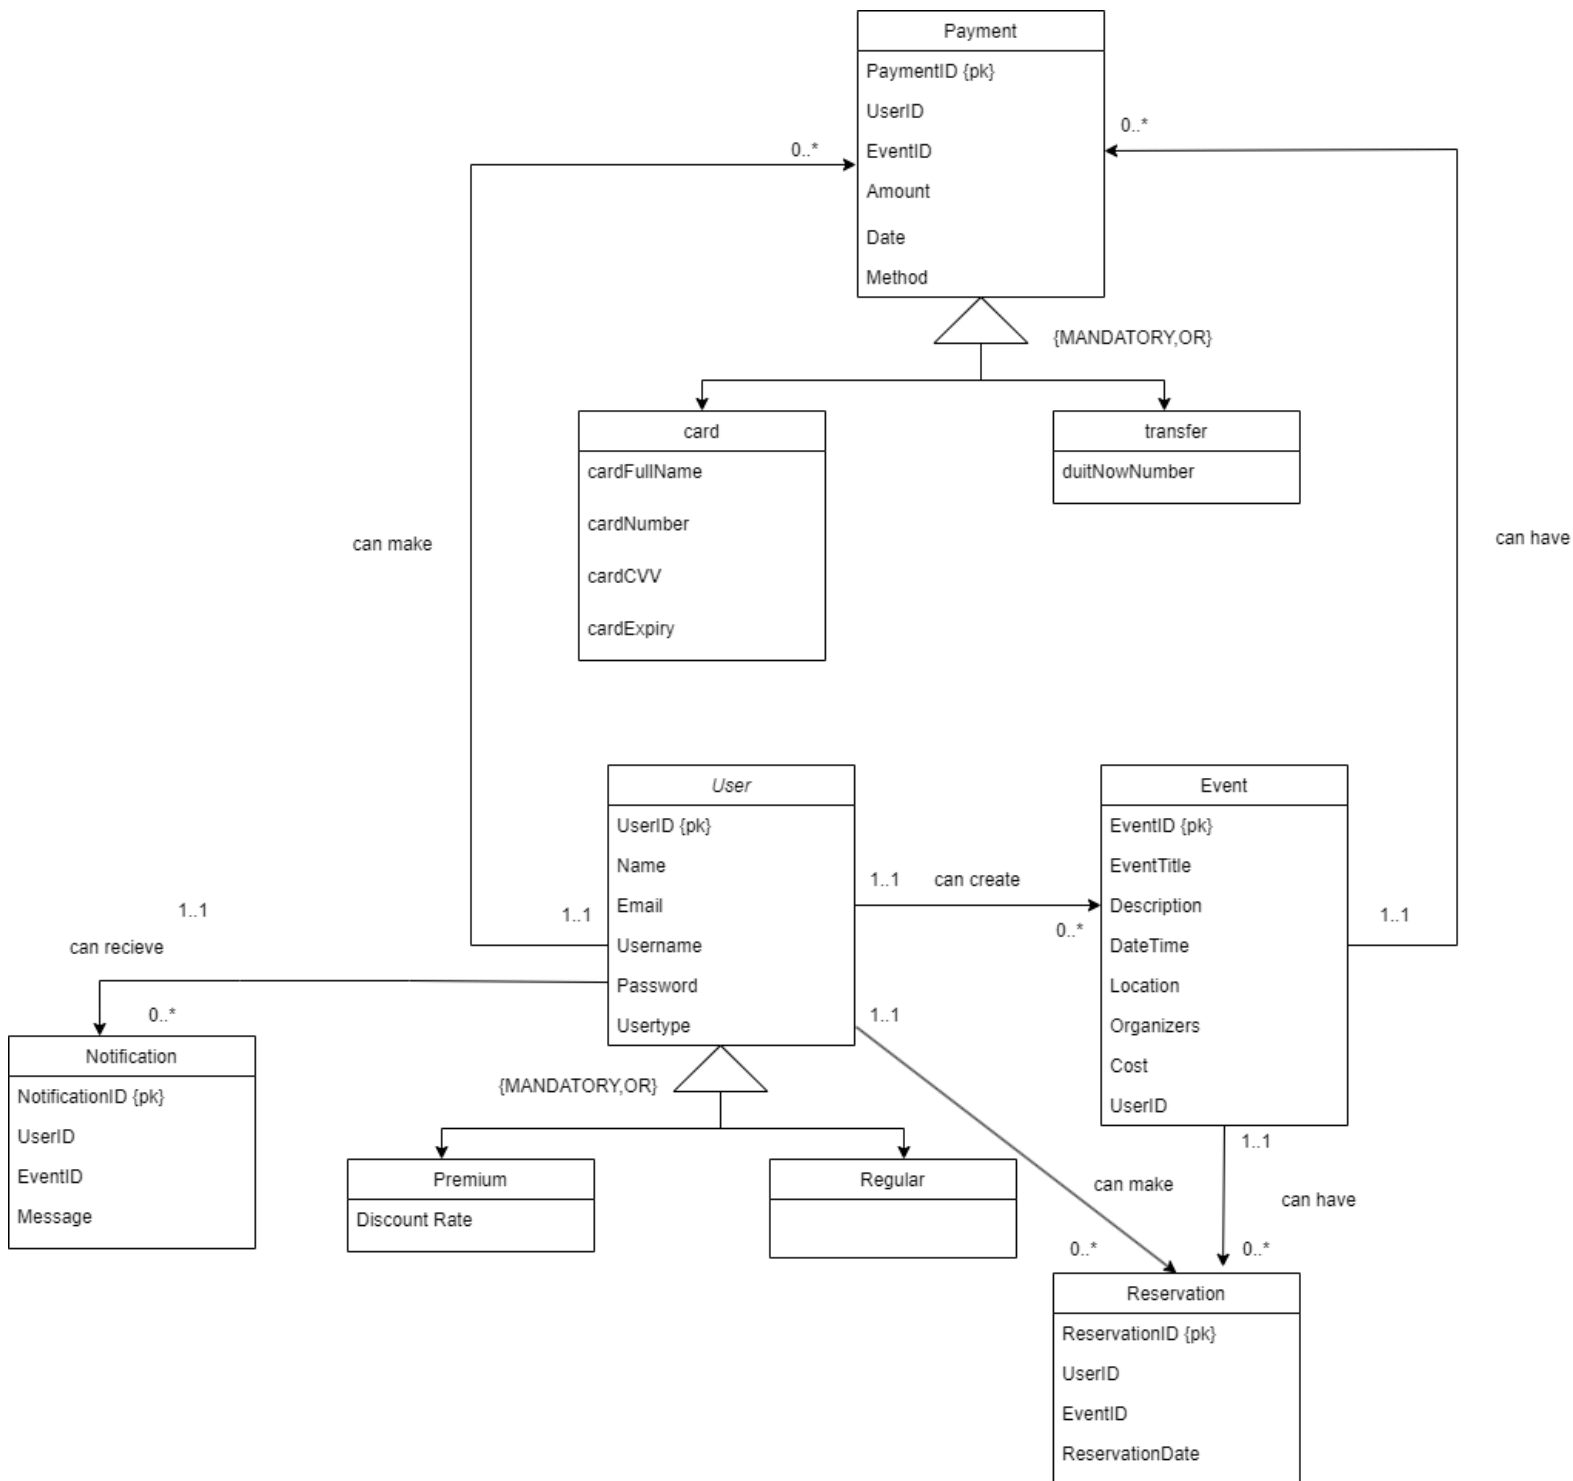 Payment
PaymentID {pk}
UserID
EventID
Amount
Date
Method
0..*
0..*
{MANDATORY,OR}
card
cardFullName
cardNumber
cardCVV
cardExpiry
transfer
duitNowNumber
can make
can have
User
UserID {pk}
Name
Email
Username
Password
Usertype
Event
EventID {pk}
EventTitle
Description
DateTime
Location
Organizers
Cost
UserID
1..1
can create
0..*
1..1
1..1
1..1
can recieve
0..*
1..1
Notification
NotificationID {pk}
UserID
EventID
Message
{MANDATORY,OR}
Premium
Discount Rate
Regular
can make
0..*
1..1
can have
0..*
Reservation
ReservationID {pk}
UserID
EventID
ReservationDate